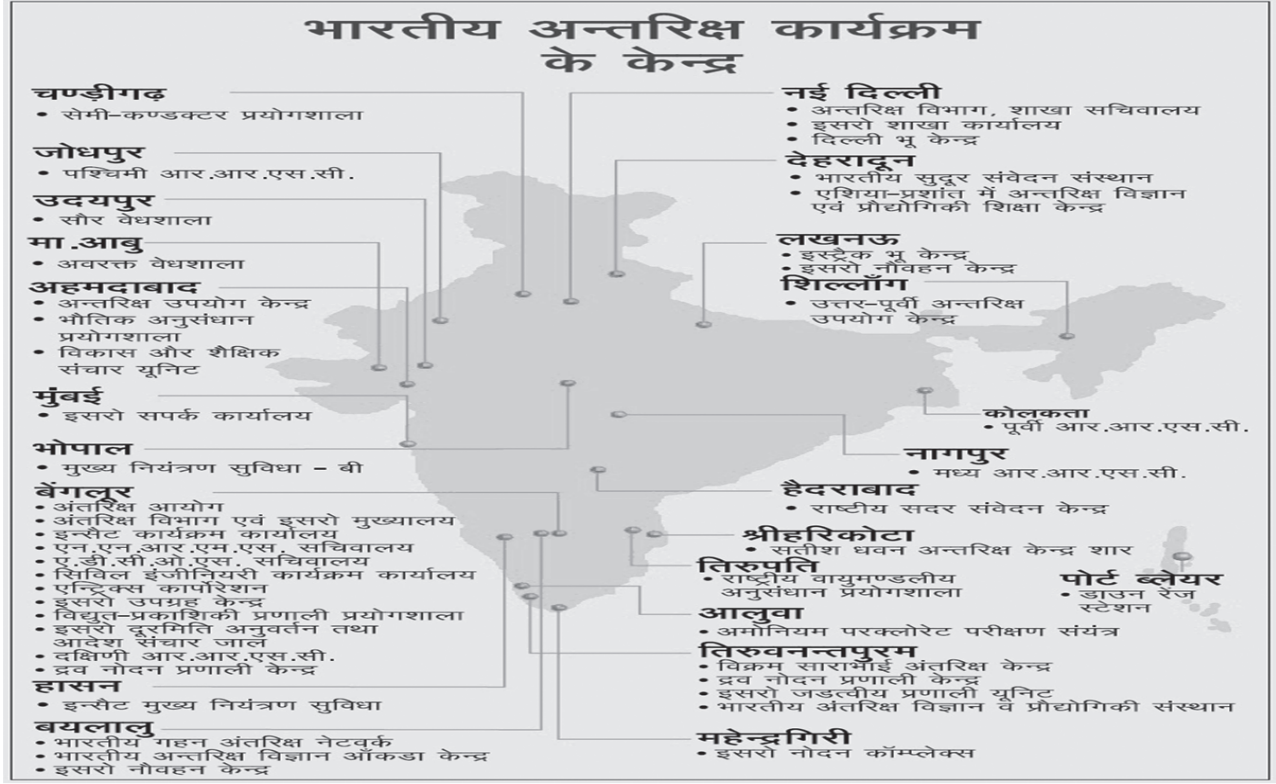 भारतीय अन्तरिक्ष कार्यक्रम
के केन्द्र
चण्ड़ीगढ़
• सेमी-कण्डक्टर प्रयोगशाला
जोधपुर
• पश्चिमी आर.आर.एस.सी.
उदयपुर
• सौर वेधशाला
मा.आबु
• अवरक्त वेधशाला
अहमदाबाद
• अन्तरिक्ष उपयोग केन्द्र
• भौतिक अनुसंधान
प्रयोगशाला
• विकास और शैक्षिक
संचार यूनिट
मुंबई
• इसरो सपर्क कार्यालय
भोपाल
• मुख्य नियंत्रण सुविधा - बी
बेंगलूर
• अंतरिक्ष आयोग
• अंतरिक्ष विभाग एवं इसरो मुख्यालय
• इन्सैट कार्यक्रम कार्यालय
• एन.एन.आर.एम.एस. सचिवालय
• ए.डी.सी.ओ.एस. सचिवालय
• सिविल इंजीनियरी कार्यक्रम कार्यालय
• एन्ट्रिक्स कार्पोरेशन
• इसरो उपग्रह केन्द्र
• विद्युत-प्रकाशिकी प्रणाली प्रयोगशाला
• इसरो दूरमिति अनुवर्तन तथा
आदेश संचार जाल
• दक्षिणी आर.आर.एस.सी.
• द्रव नोदन प्रणाली केन्द्र
हासन
• इन्सैट मुख्य नियंत्रण सुविधा
बयलालु
• भारतीय गहन अंतरिक्ष नेटवर्क
• भारतीय अन्तरिक्ष विज्ञान आँकडा केन्द्र
• इसरो नौवहन केन्द्र
नई दिल्ली
• अन्तरिक्ष विभाग, शाखा सचिवालय
• इसरो शाखा कार्यालय
• दिल्ली भू केन्द्र
देहरादून
• भारतीय सुदूर संवेदन संस्थान
• एशिया-प्रशांत में अन्तरिक्ष विज्ञान
एवं प्रौद्योगिकी शिक्षा केन्द्र
लखनऊ
• इस्ट्रैक भू केन्द्र
• इसरो नौवहन केन्द्र
शिल्लाँग
• उत्तर-पूर्वी अन्तरिक्ष
उपयोग केन्द्र
कोलकता
• पूर्वी आर.आर.एस.सी.
नागपुर
• मध्य आर.आर.एस.सी.
हैदराबाद
• राष्टीय सदर संवेदन केन्द्र
श्रीहरिकोटा
• सतीश धवन अन्तरिक्ष केन्द्र शार
तिरुपति
• राष्ट्रीय वायुमण्डलीय
अनुसंधान प्रयोगशाला
पोर्ट ब्लेयर
• डाउन रेंज
स्टेशन
आलुवा
• अमोनियम परक्लोरेट परीक्षण संयंत्र
तिरुवनन्तपुरम
• विक्रम साराभाई अंतरिक्ष केन्द्र
• द्रव नोदन प्रणाली केन्द्र
• इसरो जडत्वीय प्रणाली यूनिट
• भारतीय अंतरिक्ष विज्ञान व प्रौद्योगिकी संस्थान
महेन्द्रगिरी
• इसरो नोदन कॉम्प्लेक्स